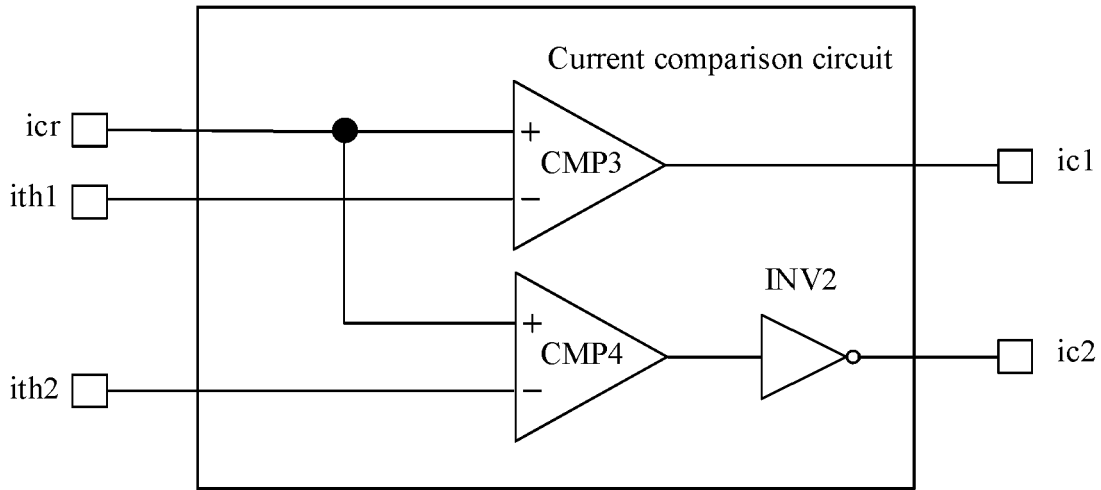 Current comparison circuit
icr
+
CMP3
ic1
ith1
−
INV2
+
CMP4
ic2
ith2
−